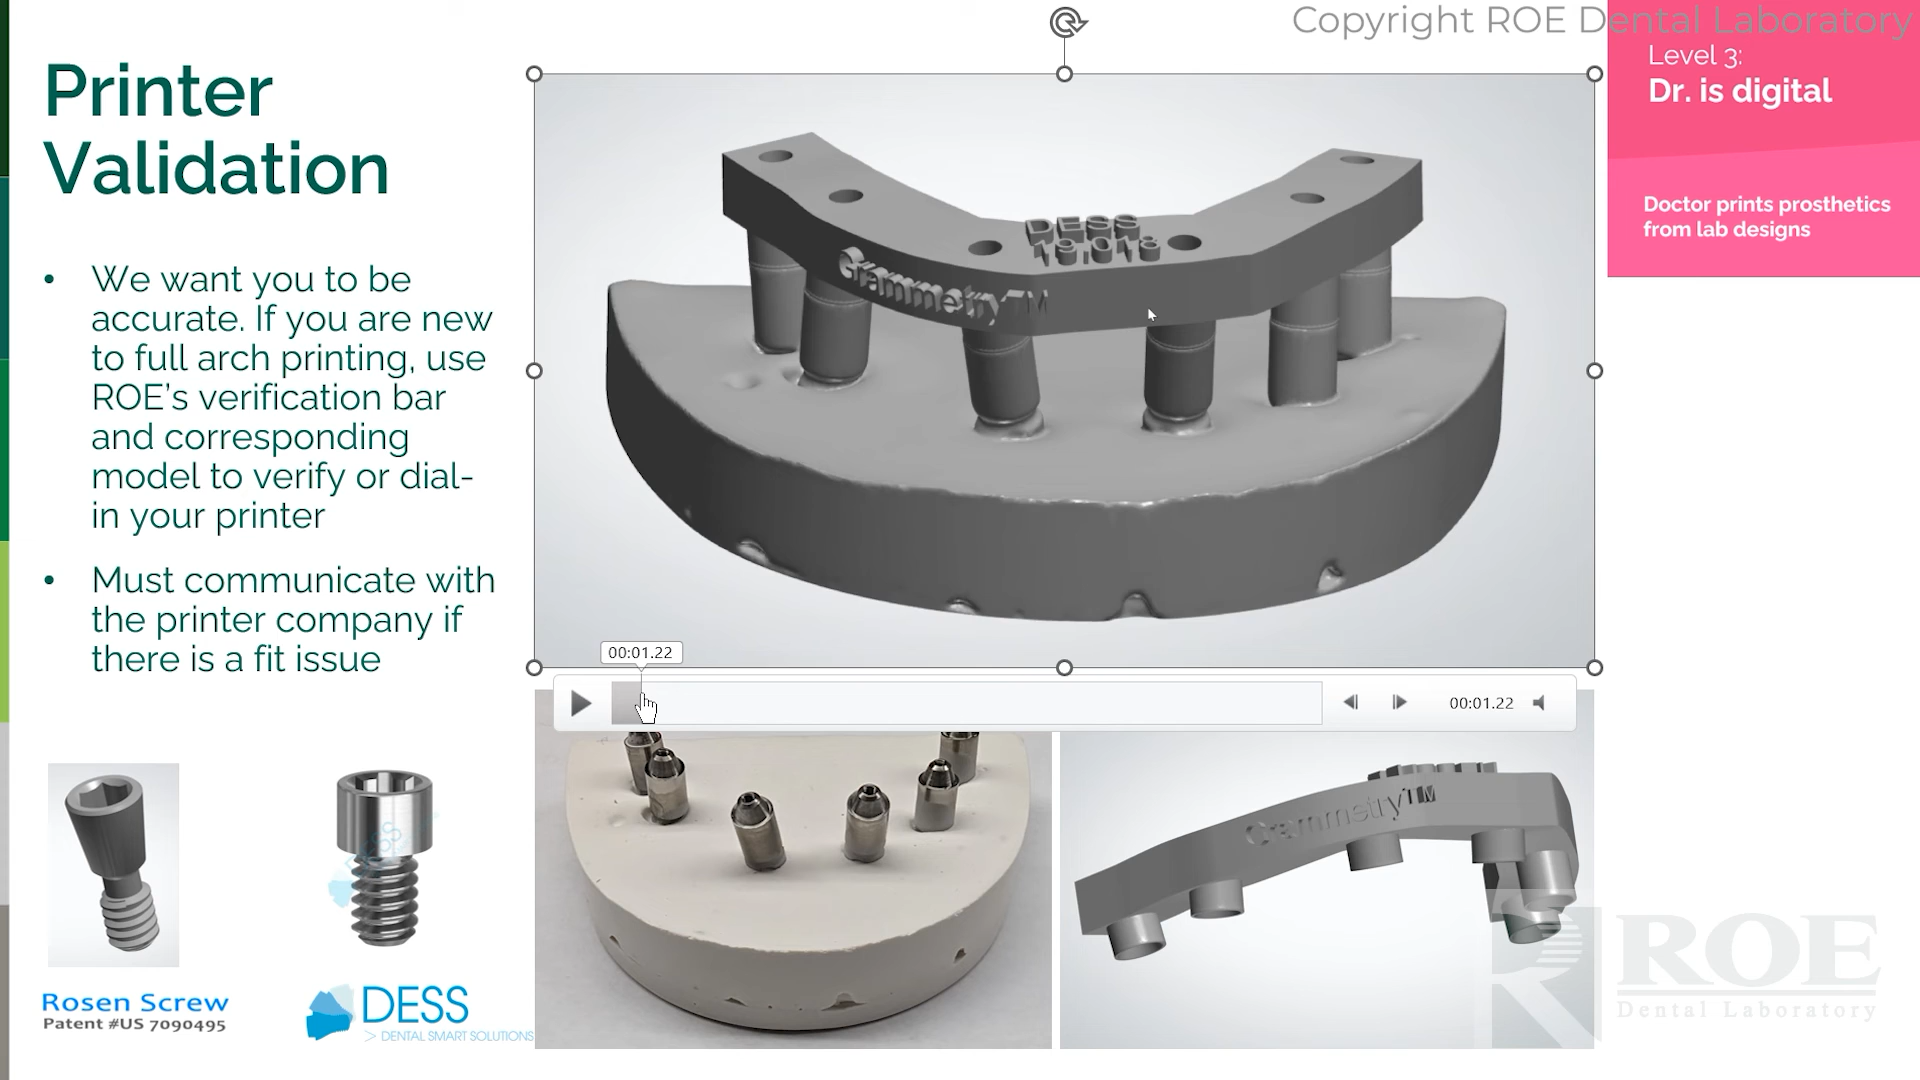 Copyright ROE Dental Laboratory
Printer
Validation
• We want you to be
accurate. If you are new
to full arch printing, use
ROE's verification bar
and corresponding
model to verify or dial-
in your printer
• Must communicate with
the printer company if
there is a fit issue
Level 3:
Dr. is digital
Doctor prints prosthetics
from lab designs
DESS
19.018
Grammetry™
00:01.22
00:01.22
Grammetry™
DESS
Rosen Screw
Patent #US 7090495
DESS
> DENTAL SMART SOLUTIONS
R ROE
Dental Laboratory